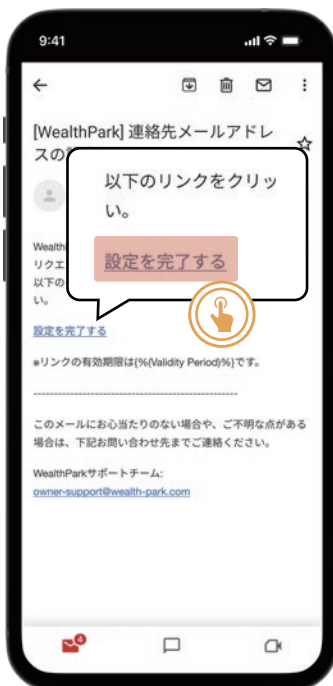 9:41
[WealthPark] 連絡先メールアドレ
スの
以下のリンクをクリッ
い。
設定を完了する
Wealth
リクエ
以下の
い。
設定を完了する
※リンクの有効期限は{%(Validity Period)%}です。
--------------------------------------------------
このメールにお心当たりのない場合や、ご不明な点がある
場合は、下記お問い合わせ先までご連絡ください。
WealthParkサポートチーム:
owner-support@wealth-park.com
4